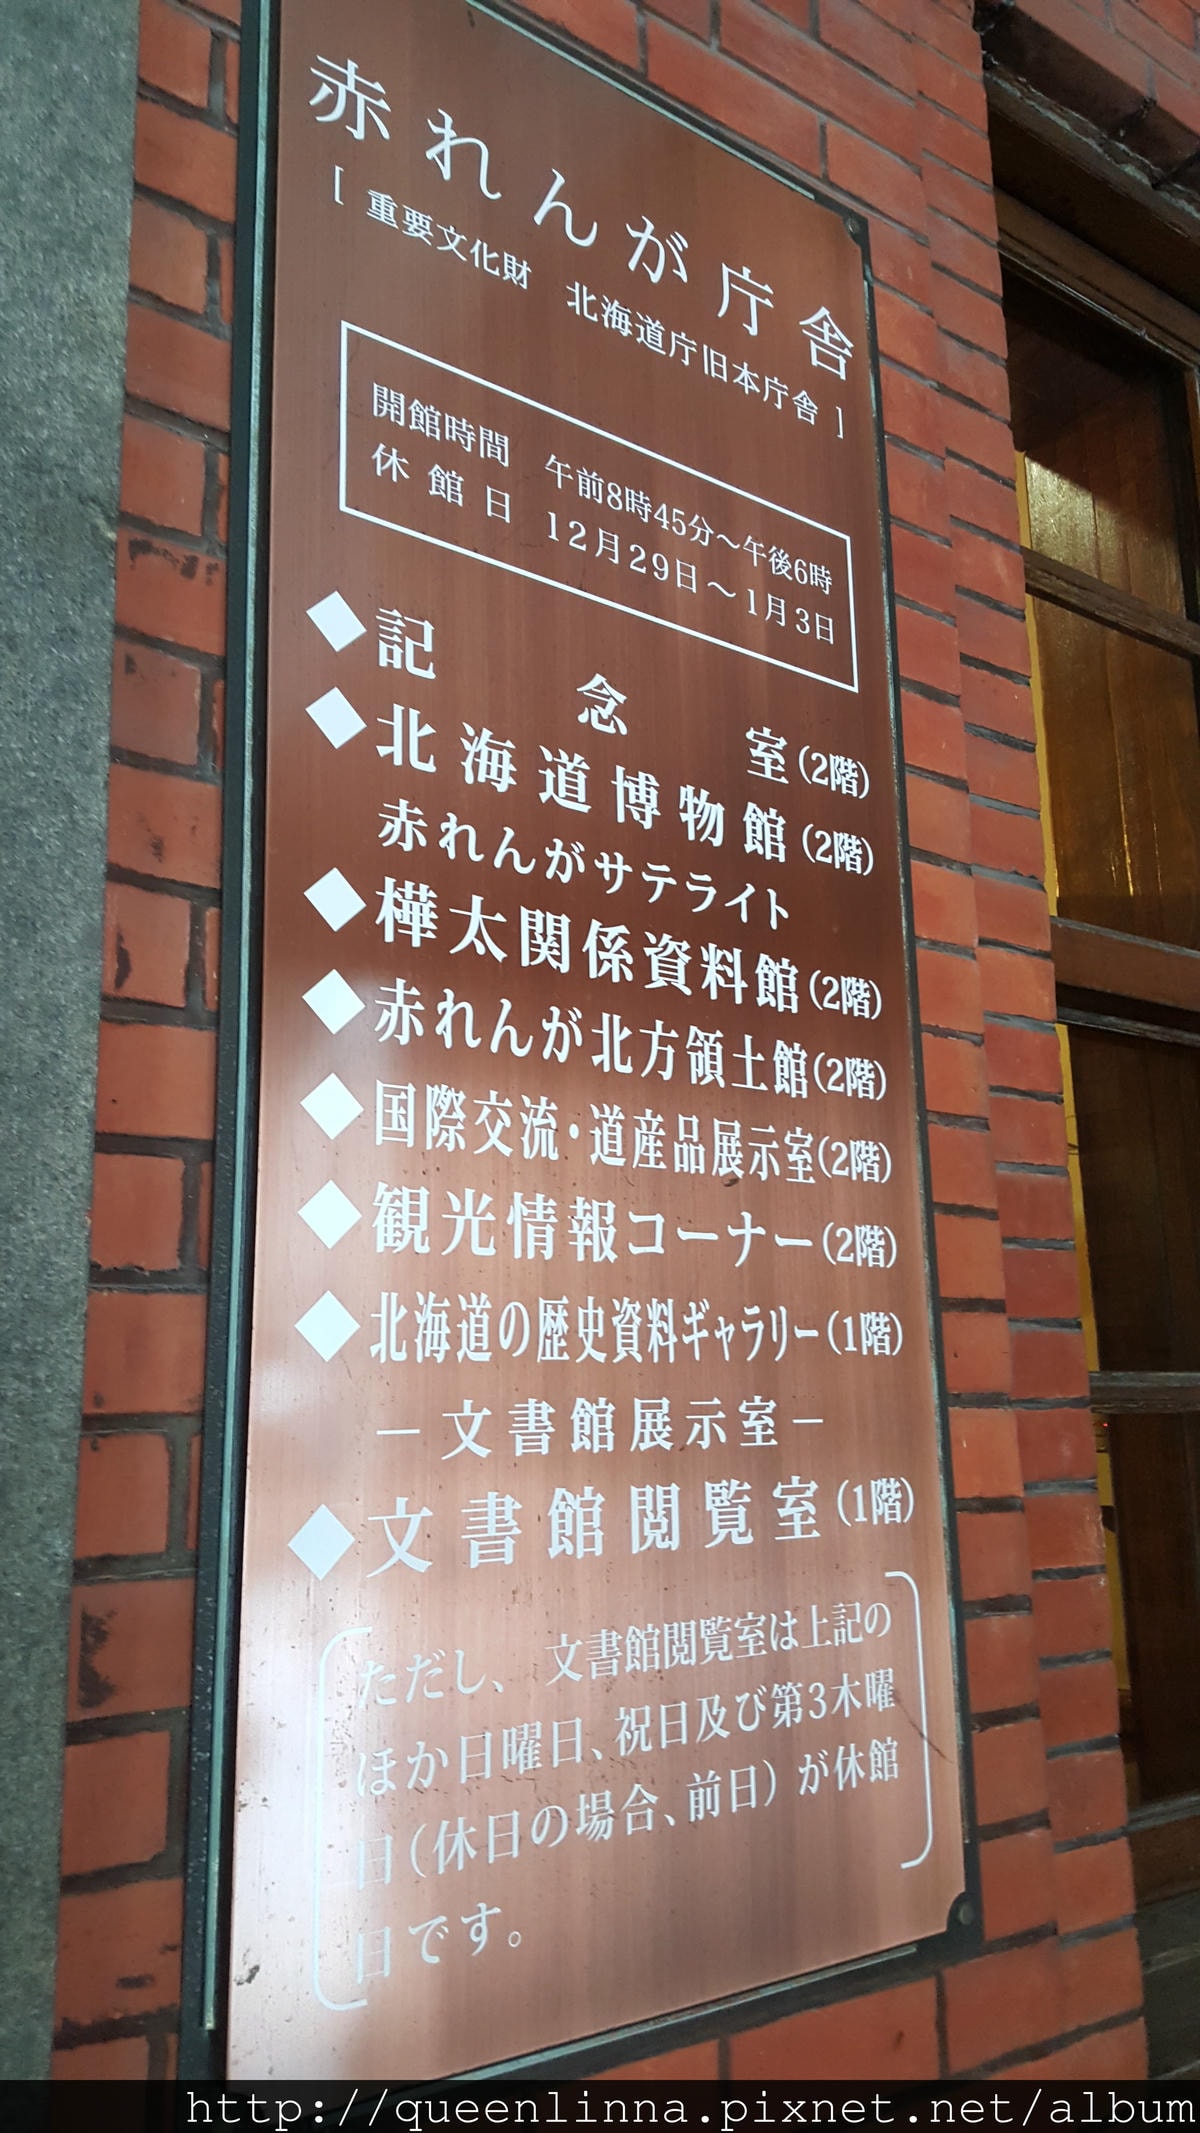 赤れんが庁舎
[重要文化財 北海道庁旧本庁舎]
開館時間 午前8時45分～午後6時
休館日 12月29日～1月3日
◆記念室(2階)
◆北海道博物館(2階)
赤れんがサテライト
◆樺太関係資料館(2階)
◆赤れんが北方領土館(2階)
◆国際交流・道産品展示室(2階)
◆観光情報コーナー(2階)
◆北海道の歴史資料ギャラリー(1階)
－文書館展示室－
◆文書館閲覧室(1階)
ただし、文書館閲覧室は上記の
ほか日曜日、祝日及び第3木曜
日(休日の場合、前日)が休館
日です。
http://queenlinna.pixnet.net/album